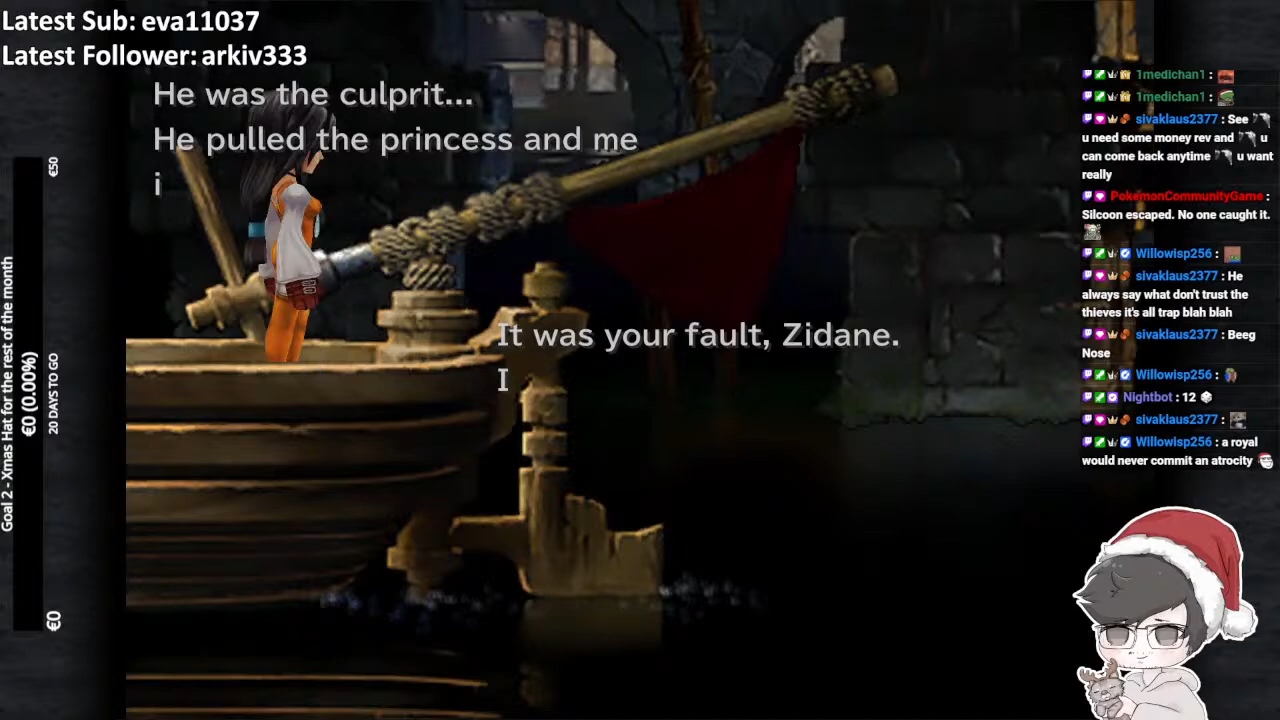 Latest Sub: eva11037
Latest Follower: arkiv333
He was the culprit...
He pulled the princess and me
i
It was your fault, Zidane.
I
€50
Goal 2 - Xmas Hat for the rest of the month
€0 (0.00%)
20 DAYS TO GO
€0
1medichan1 :
1medichan1 :
sivaklaus2377 : See
u need some money rev and u
can come back anytime u want
really
PokemonCommunityGame :
Silcoon escaped. No one caught it.
Willowisp256 :
sivaklaus2377 : He
always say what don't trust the
thieves it's all trap blah blah
sivaklaus2377 : Beeg
Nose
Willowisp256 :
Nightbot : 12
sivaklaus2377 :
Willowisp256 : a royal
would never commit an atrocity